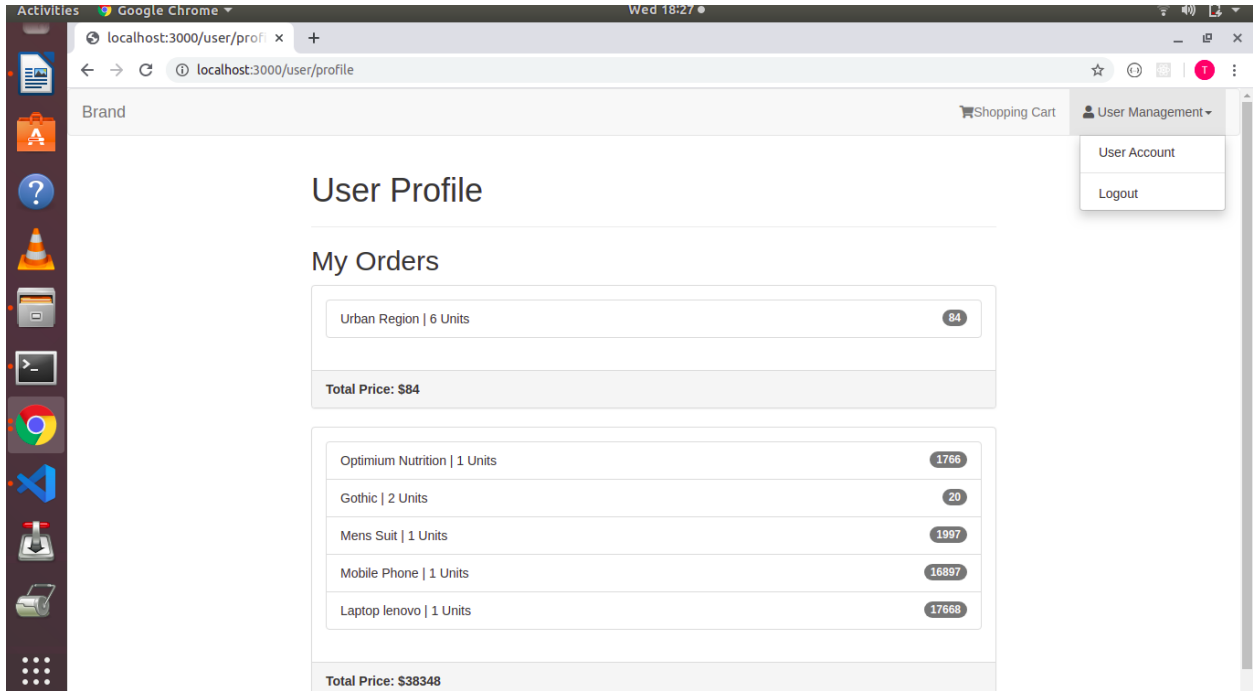 Activities Google Chrome Wed 18:27
localhost:3000/user/prof
localhost:3000/user/profile T
Brand Shopping Cart User Management
User Account
Logout
User Profile
My Orders
Urban Region | 6 Units 84
Total Price: $84
Optimium Nutrition | 1 Units 1766
Gothic | 2 Units 20
Mens Suit | 1 Units 1997
Mobile Phone | 1 Units 16897
Laptop lenovo | 1 Units 17668
Total Price: $38348